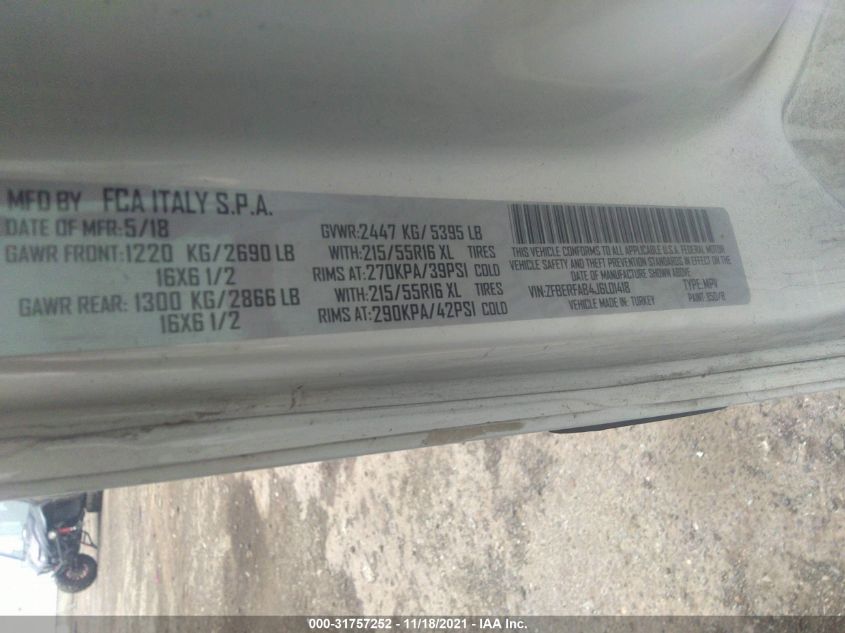 MFD BY FCA ITALY S.P.A.
DATE OF MFR:5/18
GAWR FRONT:1220 KG/2690 LB
16X6 1/2
GAWR REAR: 1300 KG/2866 LB
16X6 1/2
GVWR:2447 KG/ 5395 LB
WITH:215/55R16 XL TIRES
RIMS AT:270KPA/39PSI COLD
WITH:215/55R16 XL TIRES
RIMS AT:290KPA/42PSI COLD
THIS VEHICLE CONFORMS TO ALL APPLICABLE U.S.A. FEDERAL MOTOR
VEHICLE SAFETY AND THEFT PREVENTION STANDARDS IN EFFECT ON THE
DATE OF MANUFACTURE SHOWN ABOVE
VIN:ZFBERFAB4J6L01418 TYPE: MPV
VEHICLE MADE IN: TURKEY PAINT: 950/B
000-31757252 - 11/18/2021 - IAA Inc.